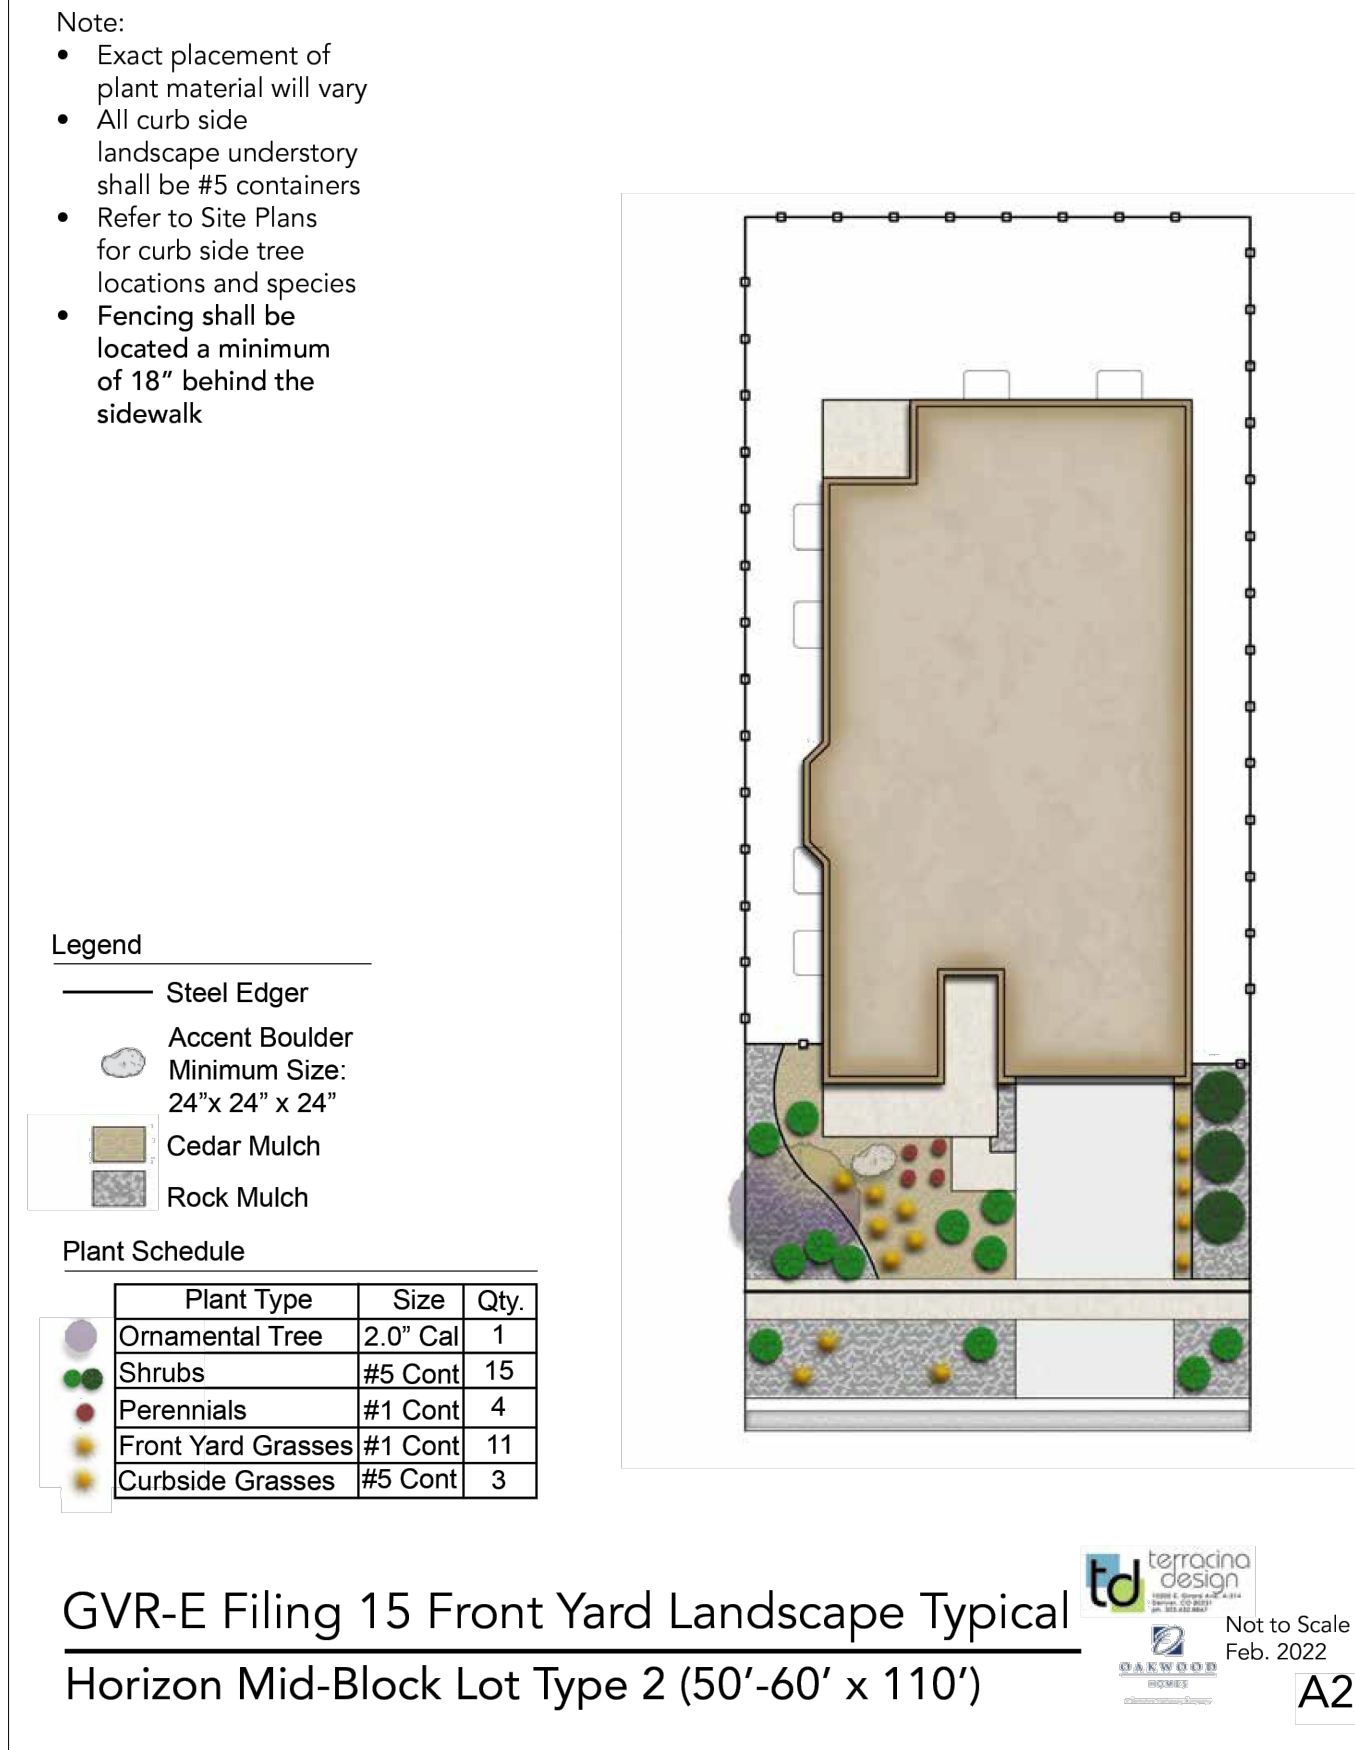 Note:
• Exact placement of
plant material will vary
• All curb side
landscape understory
shall be #5 containers
• Refer to Site Plans
for curb side tree
locations and species
• Fencing shall be
located a minimum
of 18” behind the
sidewalk
Legend
Steel Edger
Accent Boulder
Minimum Size:
24”x 24” x 24”
Cedar Mulch
Rock Mulch
Plant Schedule
Plant Type Size Qty.
Ornamental Tree 2.0” Cal 1
Shrubs #5 Cont 15
Perennials #1 Cont 4
Front Yard Grasses #1 Cont 11
Curbside Grasses #5 Cont 3
GVR-E Filing 15 Front Yard Landscape Typical
Horizon Mid-Block Lot Type 2 (50’-60’ x 110’)
td terracina
design
OAKWOOD
HOMES
Not to Scale
Feb. 2022
A2